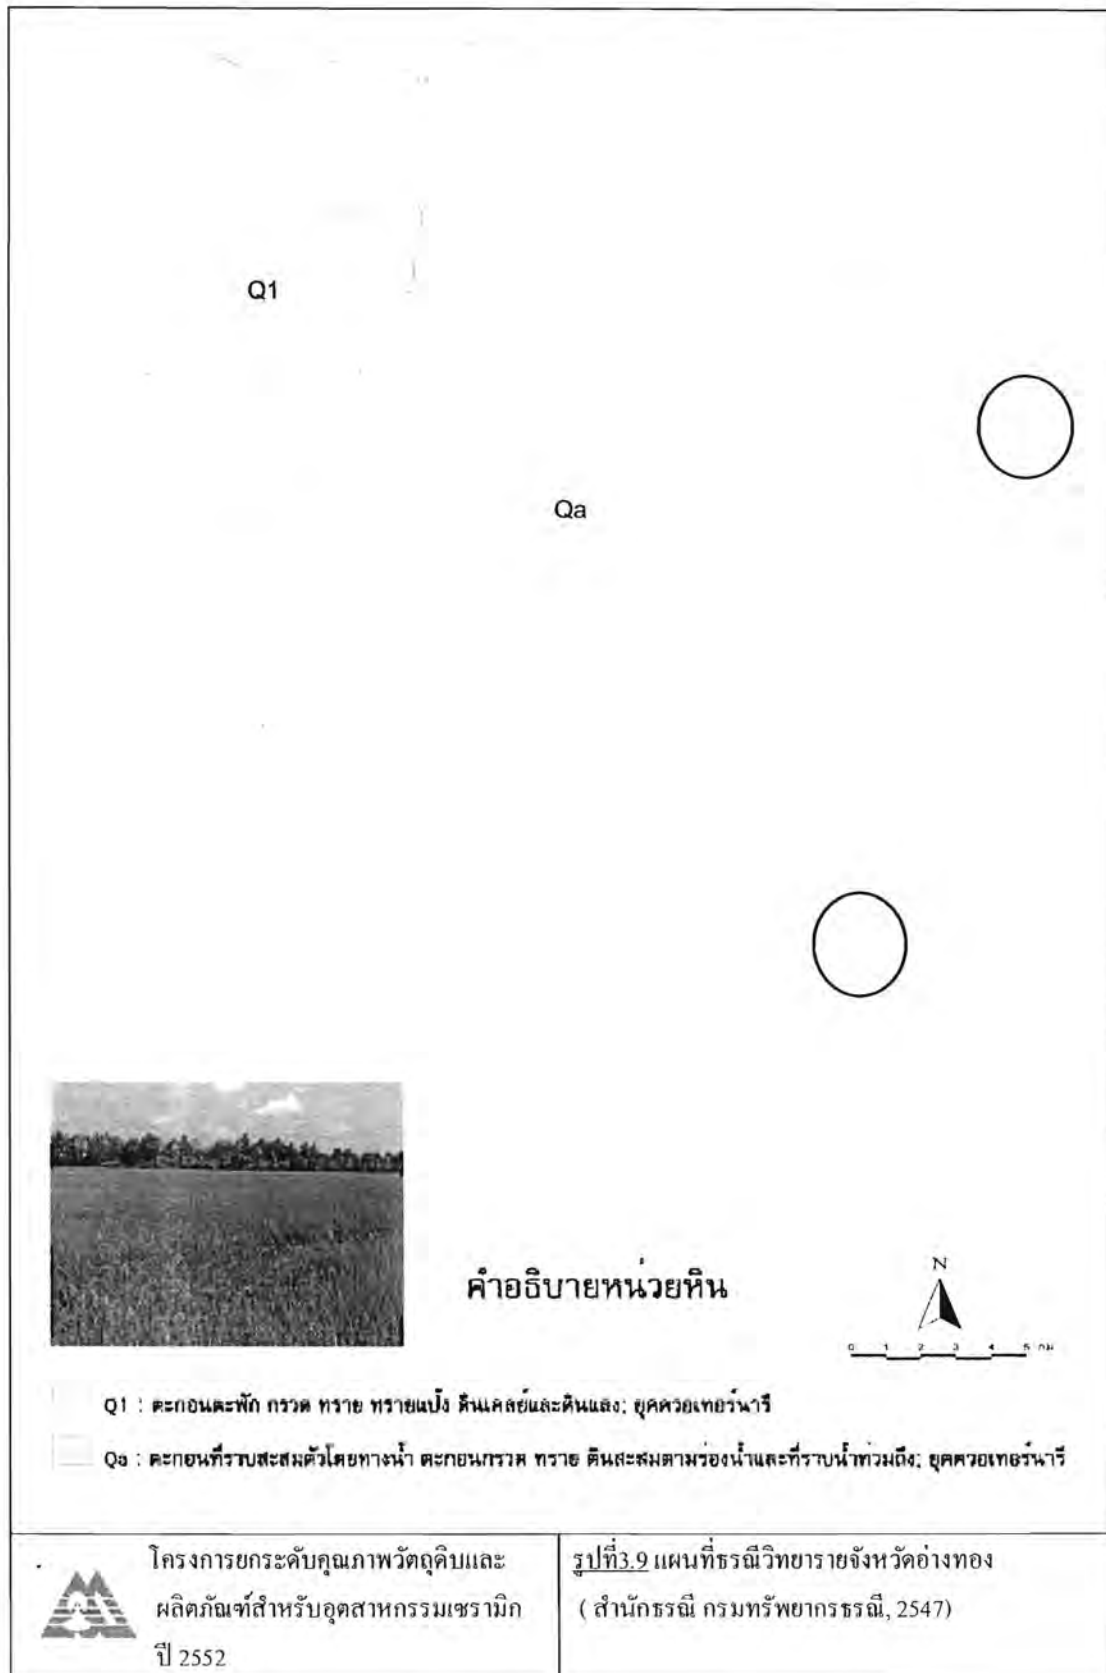 Q1
Qa
คำอธิบายหน่วยหิน
N
0 1 2 3 4 5 กม
Q1 : ตะกอนตะพัก กรวด ทราย ทรายแป้ง ดินเคลย์และดินแลง; ยุคควอเทอร์นารี
Qa : ตะกอนที่ราบสะสมตัวโดยทางน้ำ ตะกอนกรวด ทราย ดินสะสมตามร่องน้ำและที่ราบน้ำท่วมถึง; ยุคควอเทอร์นารี
โครงการยกระดับคุณภาพวัตถุดิบและ
ผลิตภัณฑ์สำหรับอุตสาหกรรมเซรามิก
ปี 2552
รูปที่3.9 แผนที่ธรณีวิทยารายจังหวัดอ่างทอง
( สำนักธรณี กรมทรัพยากรธรณี, 2547)